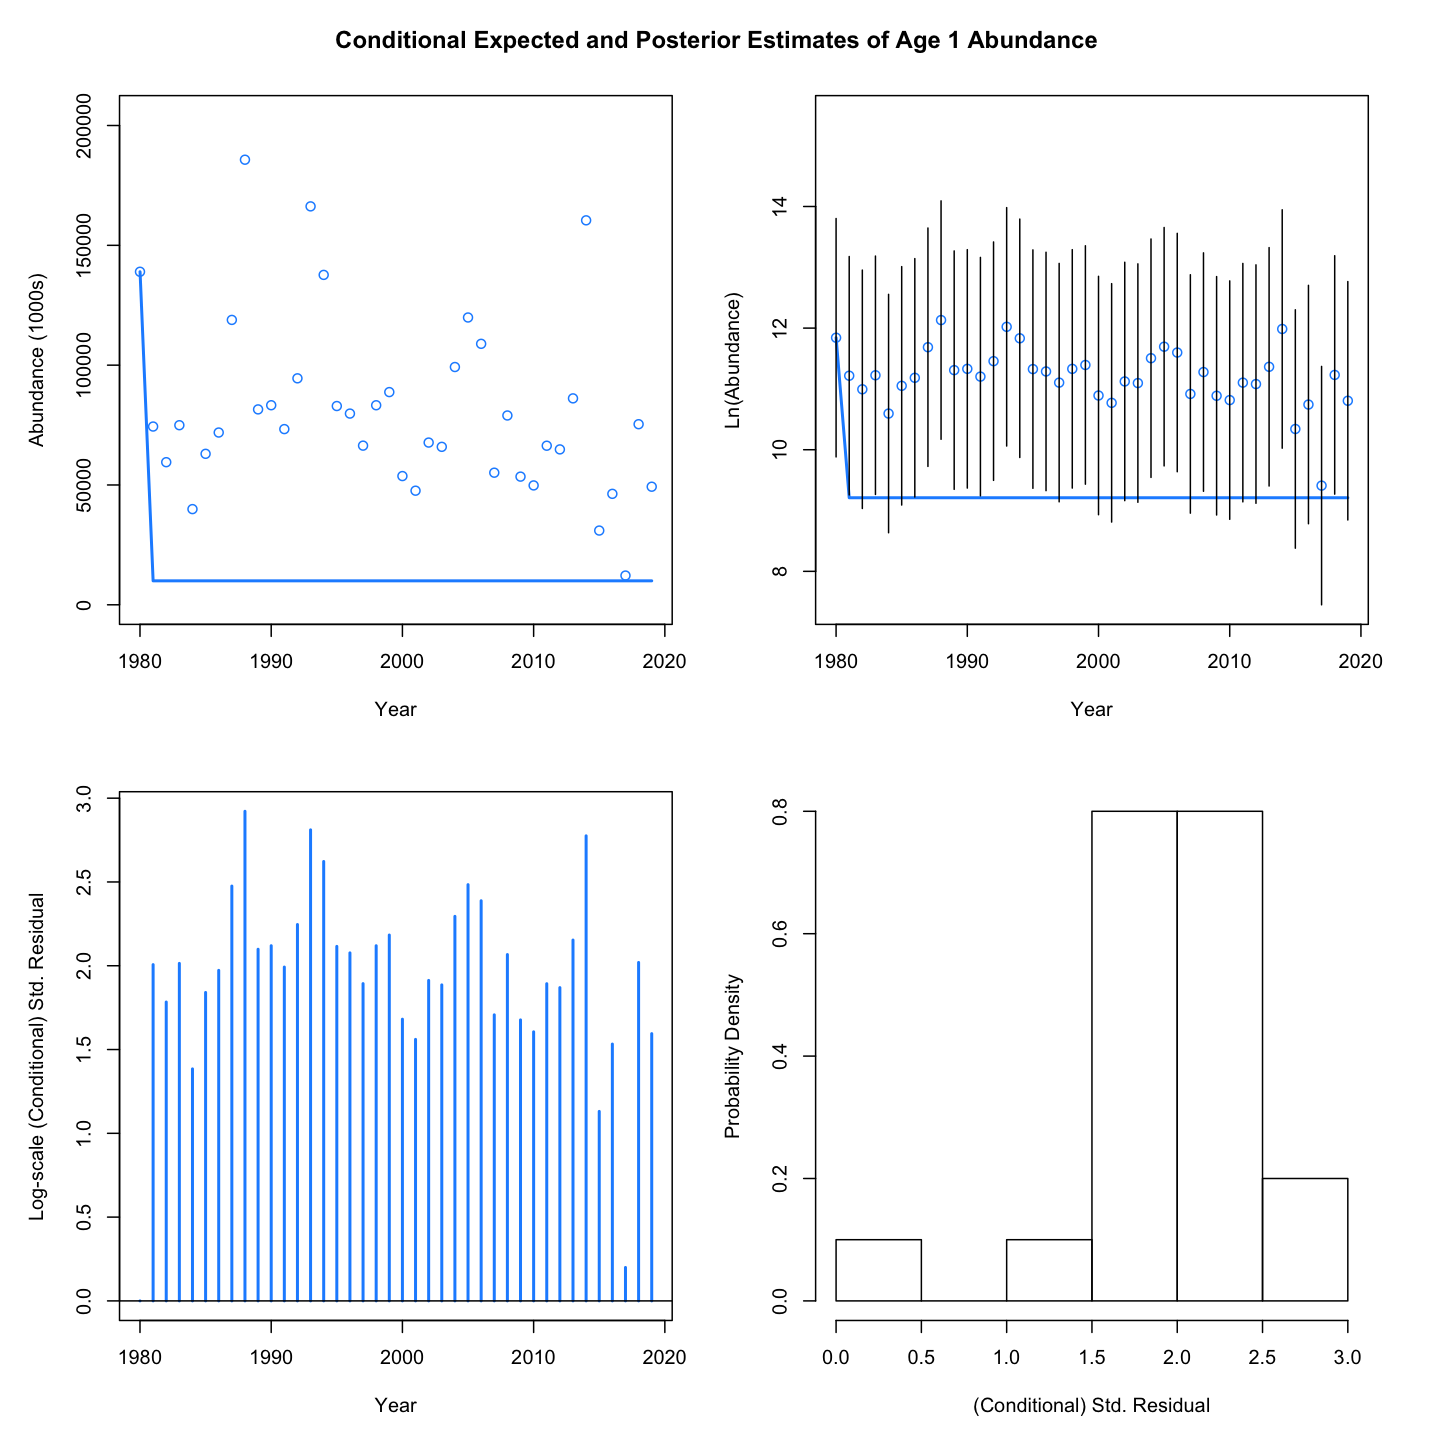 Conditional Expected and Posterior Estimates of Age 1 Abundance
Abundance (1000s)
200000
150000
100000
50000
0
1980 1990 2000 2010 2020
Year
Ln(Abundance)
14
12
10
8
1980 1990 2000 2010 2020
Year
Log-scale (Conditional) Std. Residual
3.0
2.5
2.0
1.5
1.0
0.5
0.0
1980 1990 2000 2010 2020
Year
Probability Density
0.8
0.6
0.4
0.2
0.0
0.0 0.5 1.0 1.5 2.0 2.5 3.0
(Conditional) Std. Residual